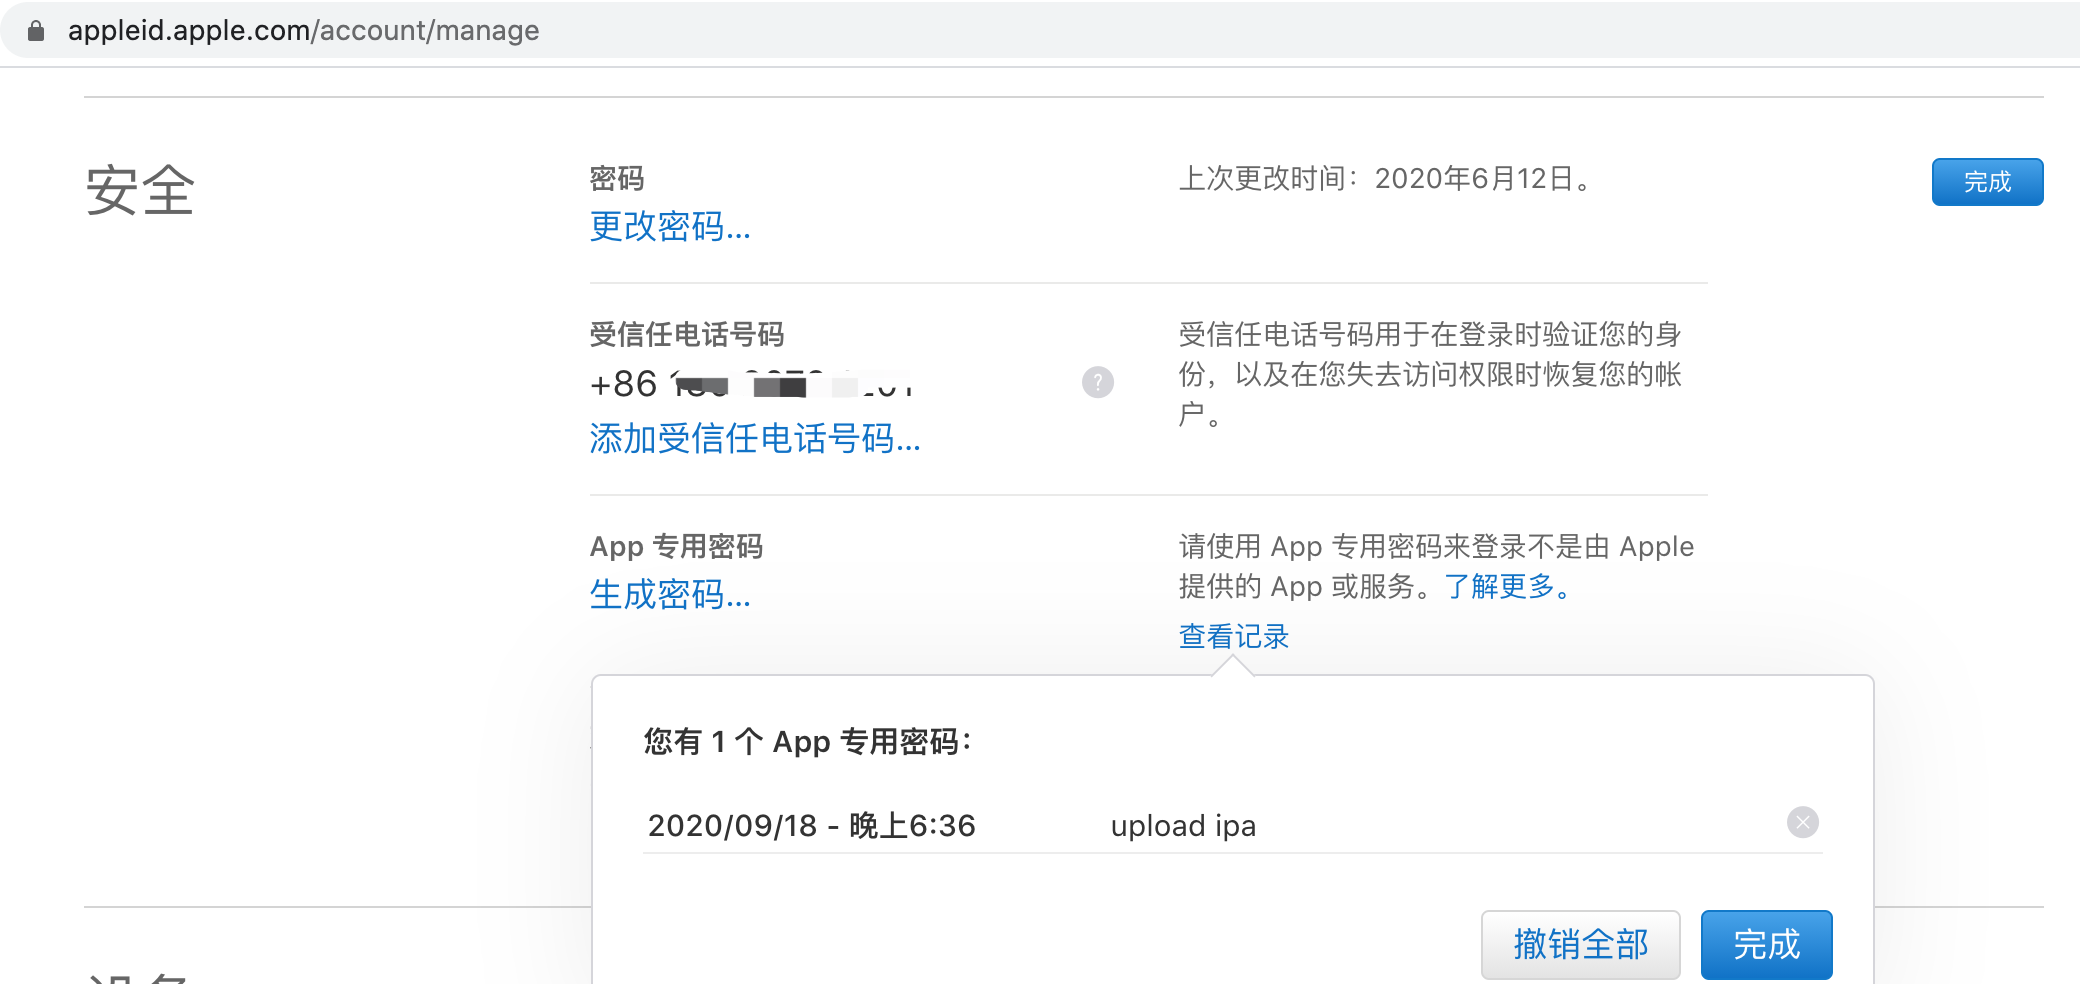 appleid.apple.com/account/manage
安全
密码
更改密码...
上次更改时间：2020年6月12日。
完成
受信任电话号码
+86
添加受信任电话号码...
受信任电话号码用于在登录时验证您的身
份，以及在您失去访问权限时恢复您的帐
户。
App 专用密码
生成密码...
请使用 App 专用密码来登录不是由 Apple
提供的 App 或服务。了解更多。
查看记录
您有 1 个 App 专用密码：
2020/09/18 - 晚上6:36
upload ipa
撤销全部
完成